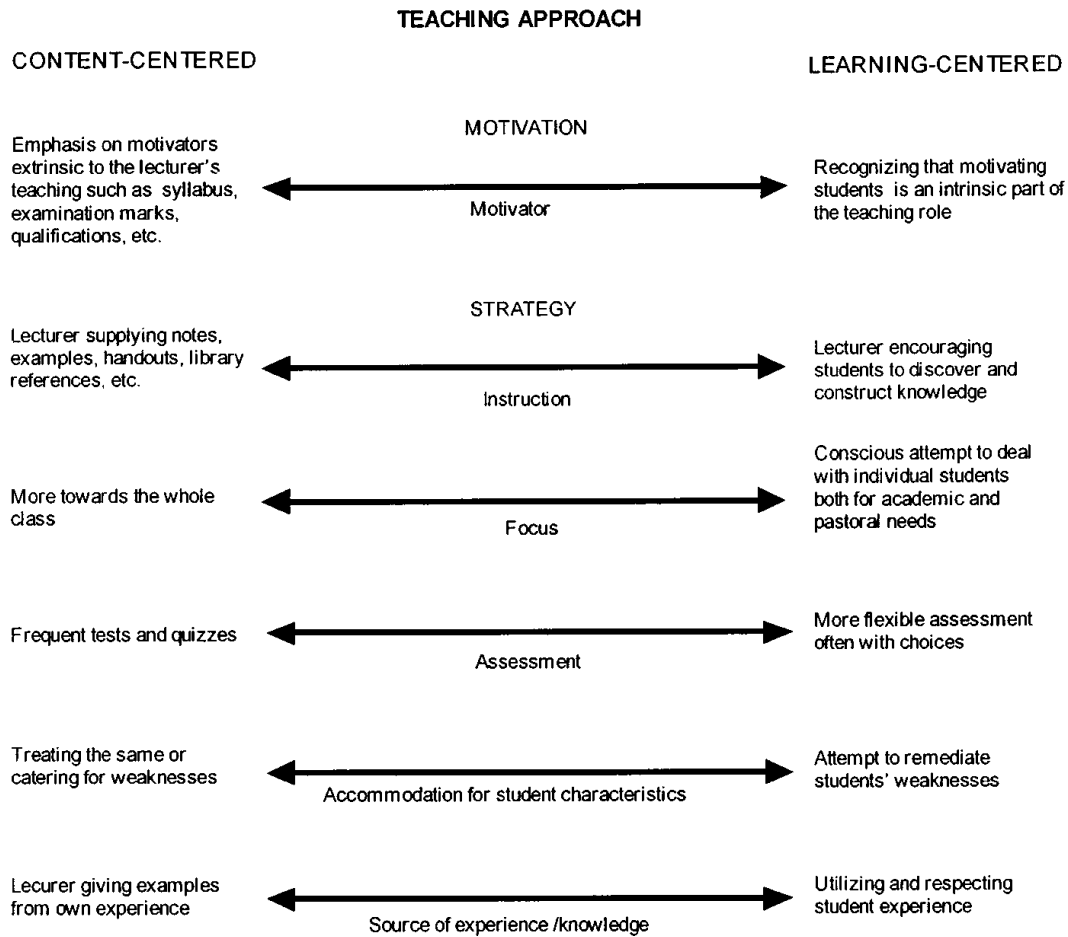 TEACHING APPROACH
CONTENT-CENTERED
LEARNING-CENTERED
MOTIVATION
Emphasis on motivators
extrinsic to the lecturer's
teaching such as syllabus,
examination marks,
qualifications, etc.
Motivator
Recognizing that motivating
students is an intrinsic part of
the teaching role
STRATEGY
Lecturer supplying notes,
examples, handouts, library
references, etc.
Instruction
Lecturer encouraging
students to discover and
construct knowledge
More towards the whole
class
Focus
Conscious attempt to deal
with individual students
both for academic and
pastoral needs
Frequent tests and quizzes
Assessment
More flexible assessment
often with choices
Treating the same or
catering for weaknesses
Accommodation for student characteristics
Attempt to remediate
students' weaknesses
Lecurer giving examples
from own experience
Source of experience /knowledge
Utilizing and respecting
student experience